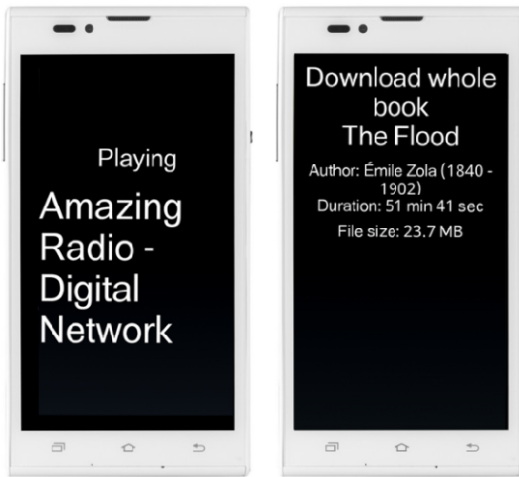 Playing
Amazing
Radio -
Digital
Network
Download whole
book
The Flood
Author: Émile Zola (1840 -
1902)
Duration: 51 min 41 sec
File size: 23.7 MB